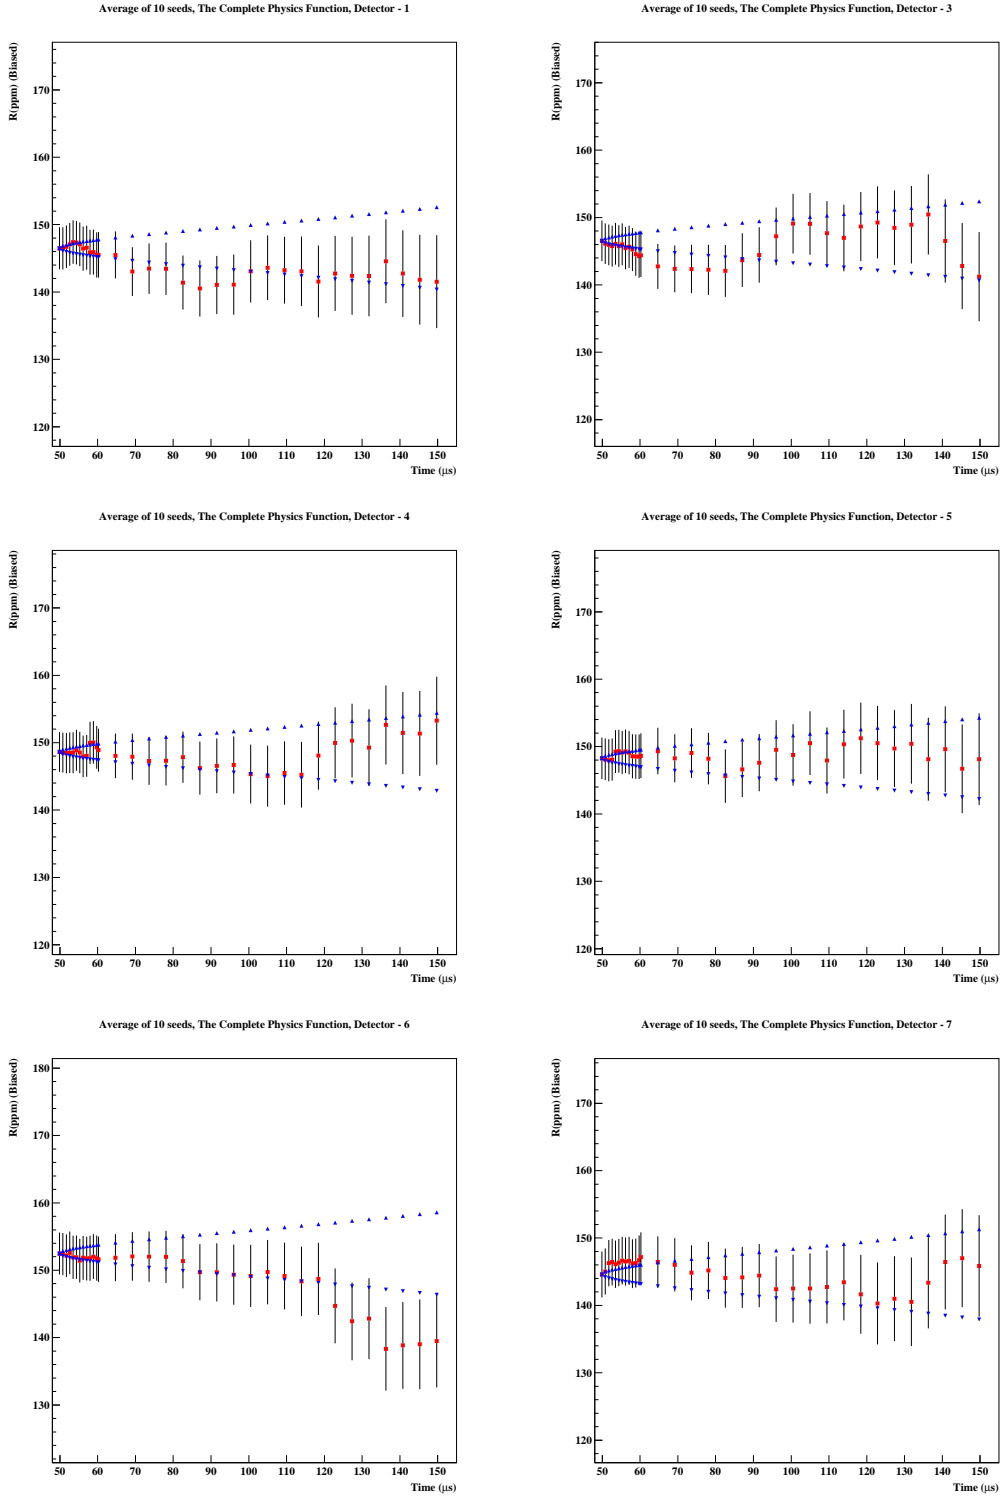 Average of 10 seeds, The Complete Physics Function, Detector - 1
R(ppm) (Biased)
170
160
150
140
130
120
50 60 70 80 90 100 110 120 130 140 150
Time (μs)
Average of 10 seeds, The Complete Physics Function, Detector - 3
R(ppm) (Biased)
170
160
150
140
130
120
50 60 70 80 90 100 110 120 130 140 150
Time (μs)
Average of 10 seeds, The Complete Physics Function, Detector - 4
R(ppm) (Biased)
170
160
150
140
130
120
50 60 70 80 90 100 110 120 130 140 150
Time (μs)
Average of 10 seeds, The Complete Physics Function, Detector - 5
R(ppm) (Biased)
170
160
150
140
130
120
50 60 70 80 90 100 110 120 130 140 150
Time (μs)
Average of 10 seeds, The Complete Physics Function, Detector - 6
R(ppm) (Biased)
180
170
160
150
140
130
50 60 70 80 90 100 110 120 130 140 150
Time (μs)
Average of 10 seeds, The Complete Physics Function, Detector - 7
R(ppm) (Biased)
170
160
150
140
130
120
50 60 70 80 90 100 110 120 130 140 150
Time (μs)